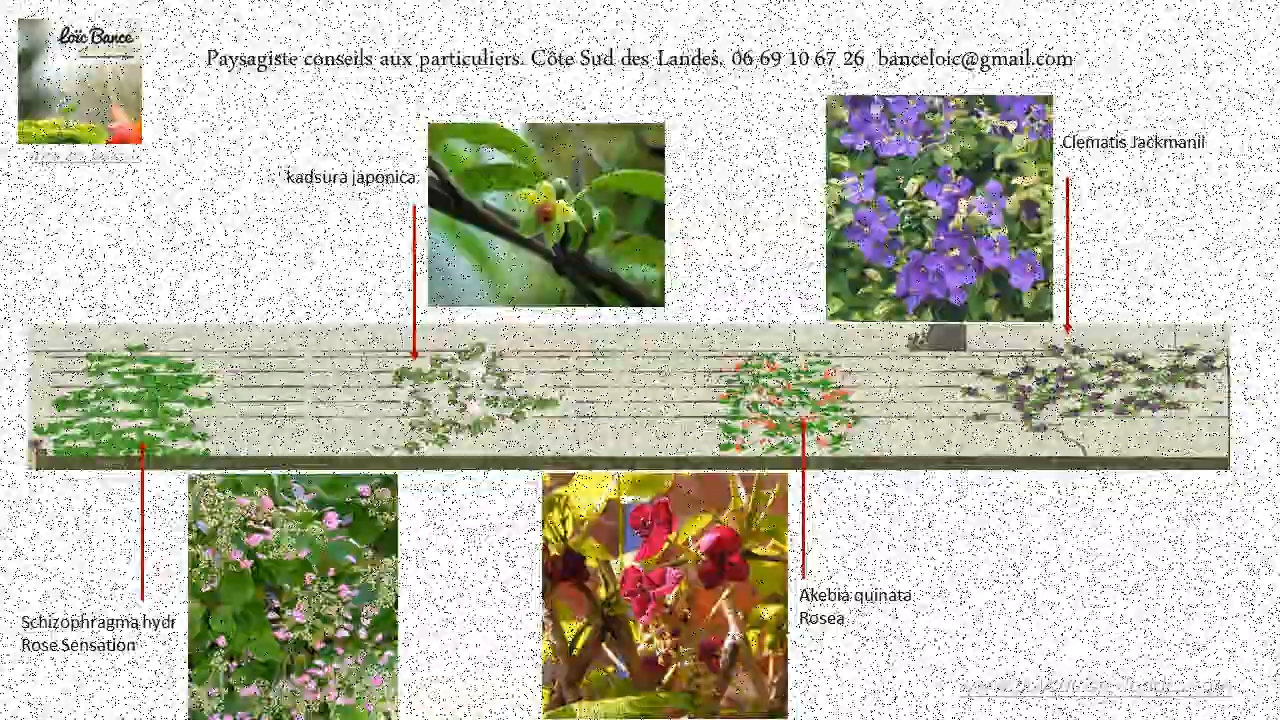 Loïc Bance
Paysagiste conseils aux particuliers. Côte Sud des Landes. 06 69 10 67 26 banceloic@gmail.com
Clematis Jackmanii
kadsura japonica
Akebia quinata
Rosea
Schizophragma hydr
Rose Sensation